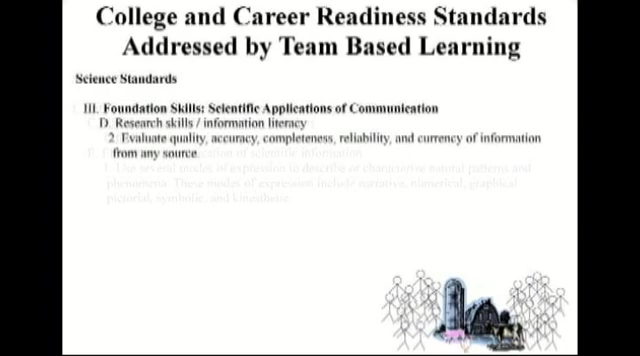 College and Career Readiness Standards
Addressed by Team Based Learning
Science Standards
III. Foundation Skills: Scientific Applications of Communication
D. Research skills / information literacy
2. Evaluate quality, accuracy, completeness, reliability, and currency of information
from any source.
of scientific information
1. Use several modes of expression to describe or characterize natural patterns and
phenomena. These modes of expression include narrative, numerical, graphical,
pictorial, symbolic, and kinesthetic.